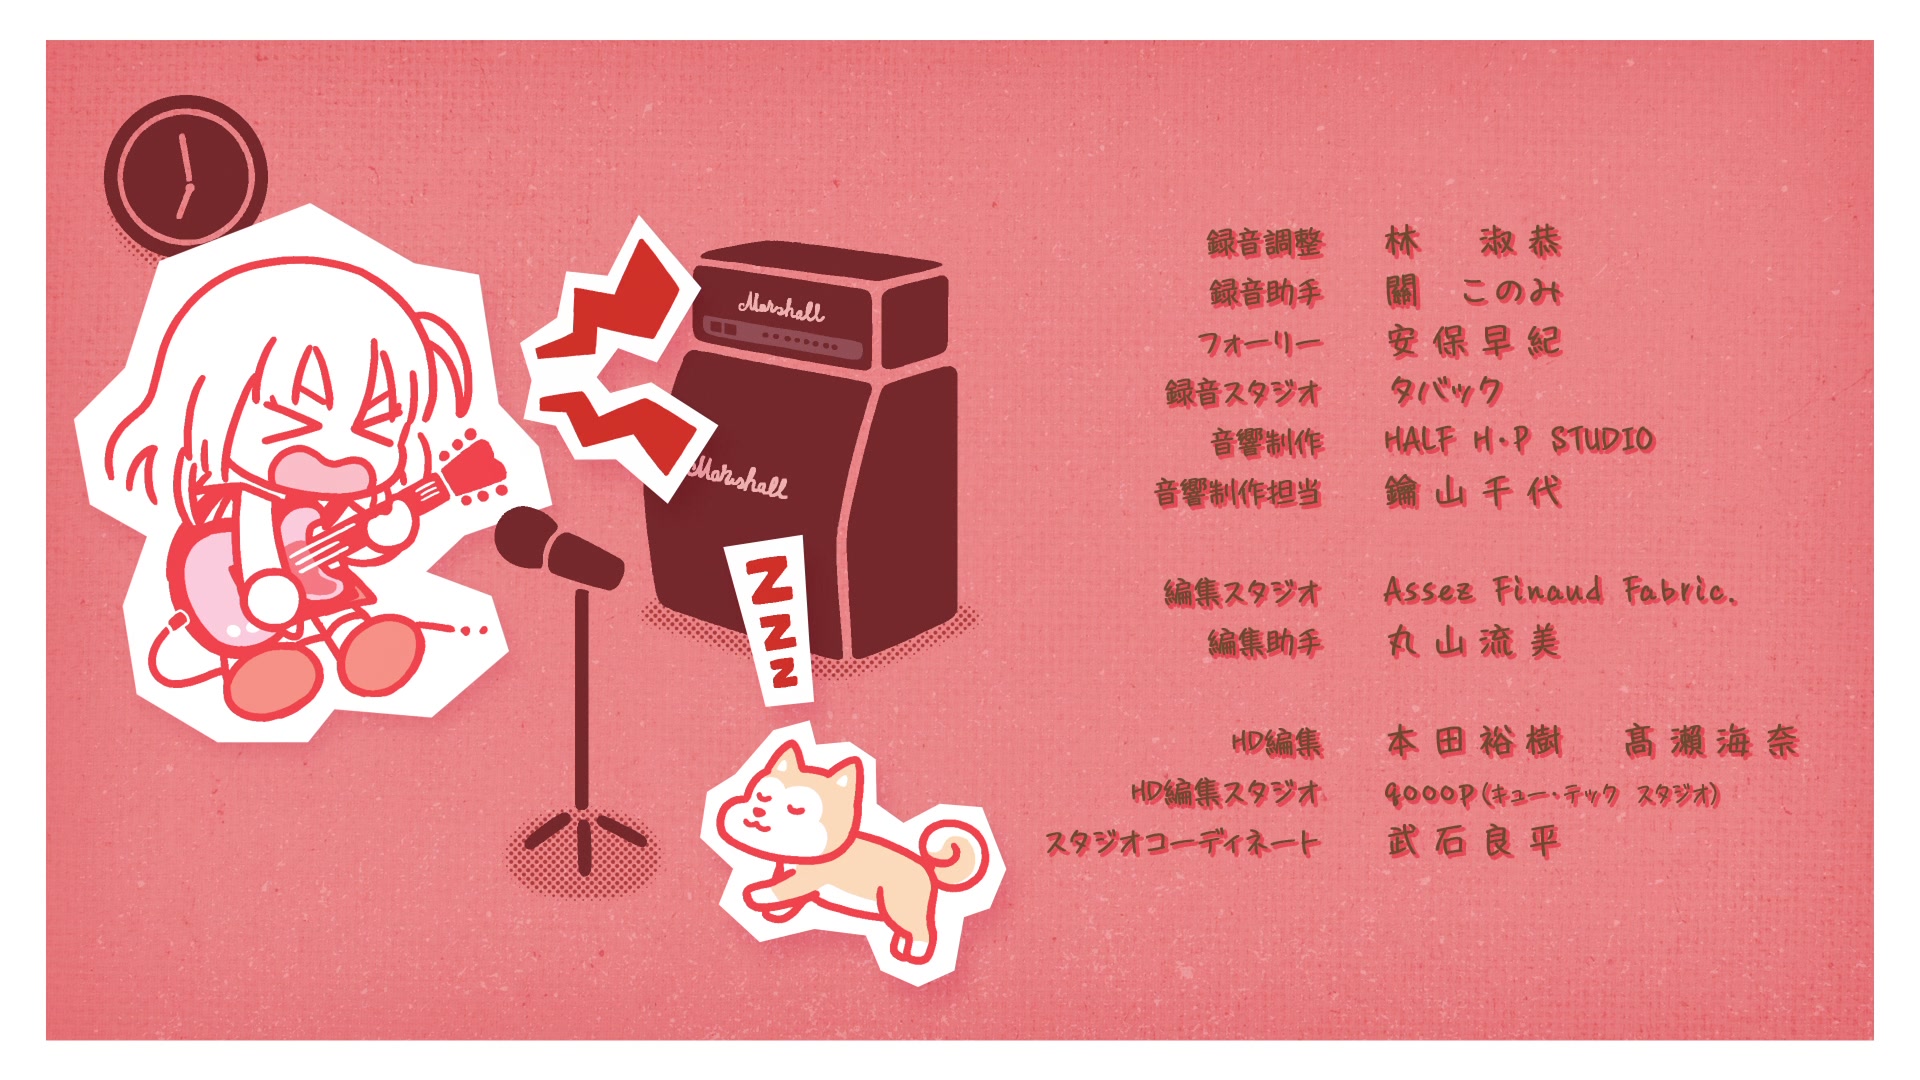 Marshall
Marshall
Z Z Z
録音調整 林 淑恭
録音助手 關 このみ
フォーリー 安保早紀
録音スタジオ タバック
音響制作 HALF H・P STUDIO
音響制作担当 鑰山千代
編集スタジオ Assez Finaud Fabric.
編集助手 丸山流美
HD編集 本田裕樹 髙瀨海奈
HD編集スタジオ qooop(キュー・テック スタジオ)
スタジオコーディネート 武石良平